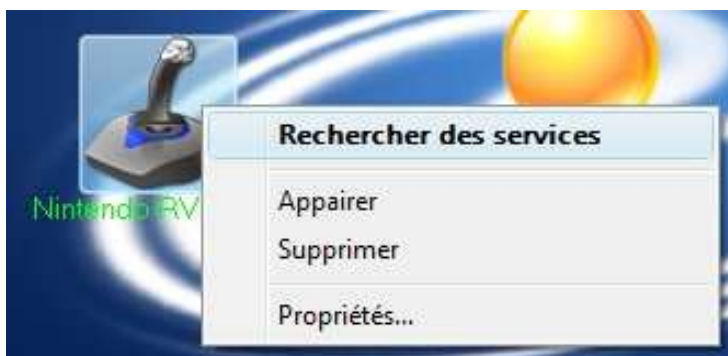 Rechercher des services
Nintendo RV
Appairer
Supprimer
Propriétés...